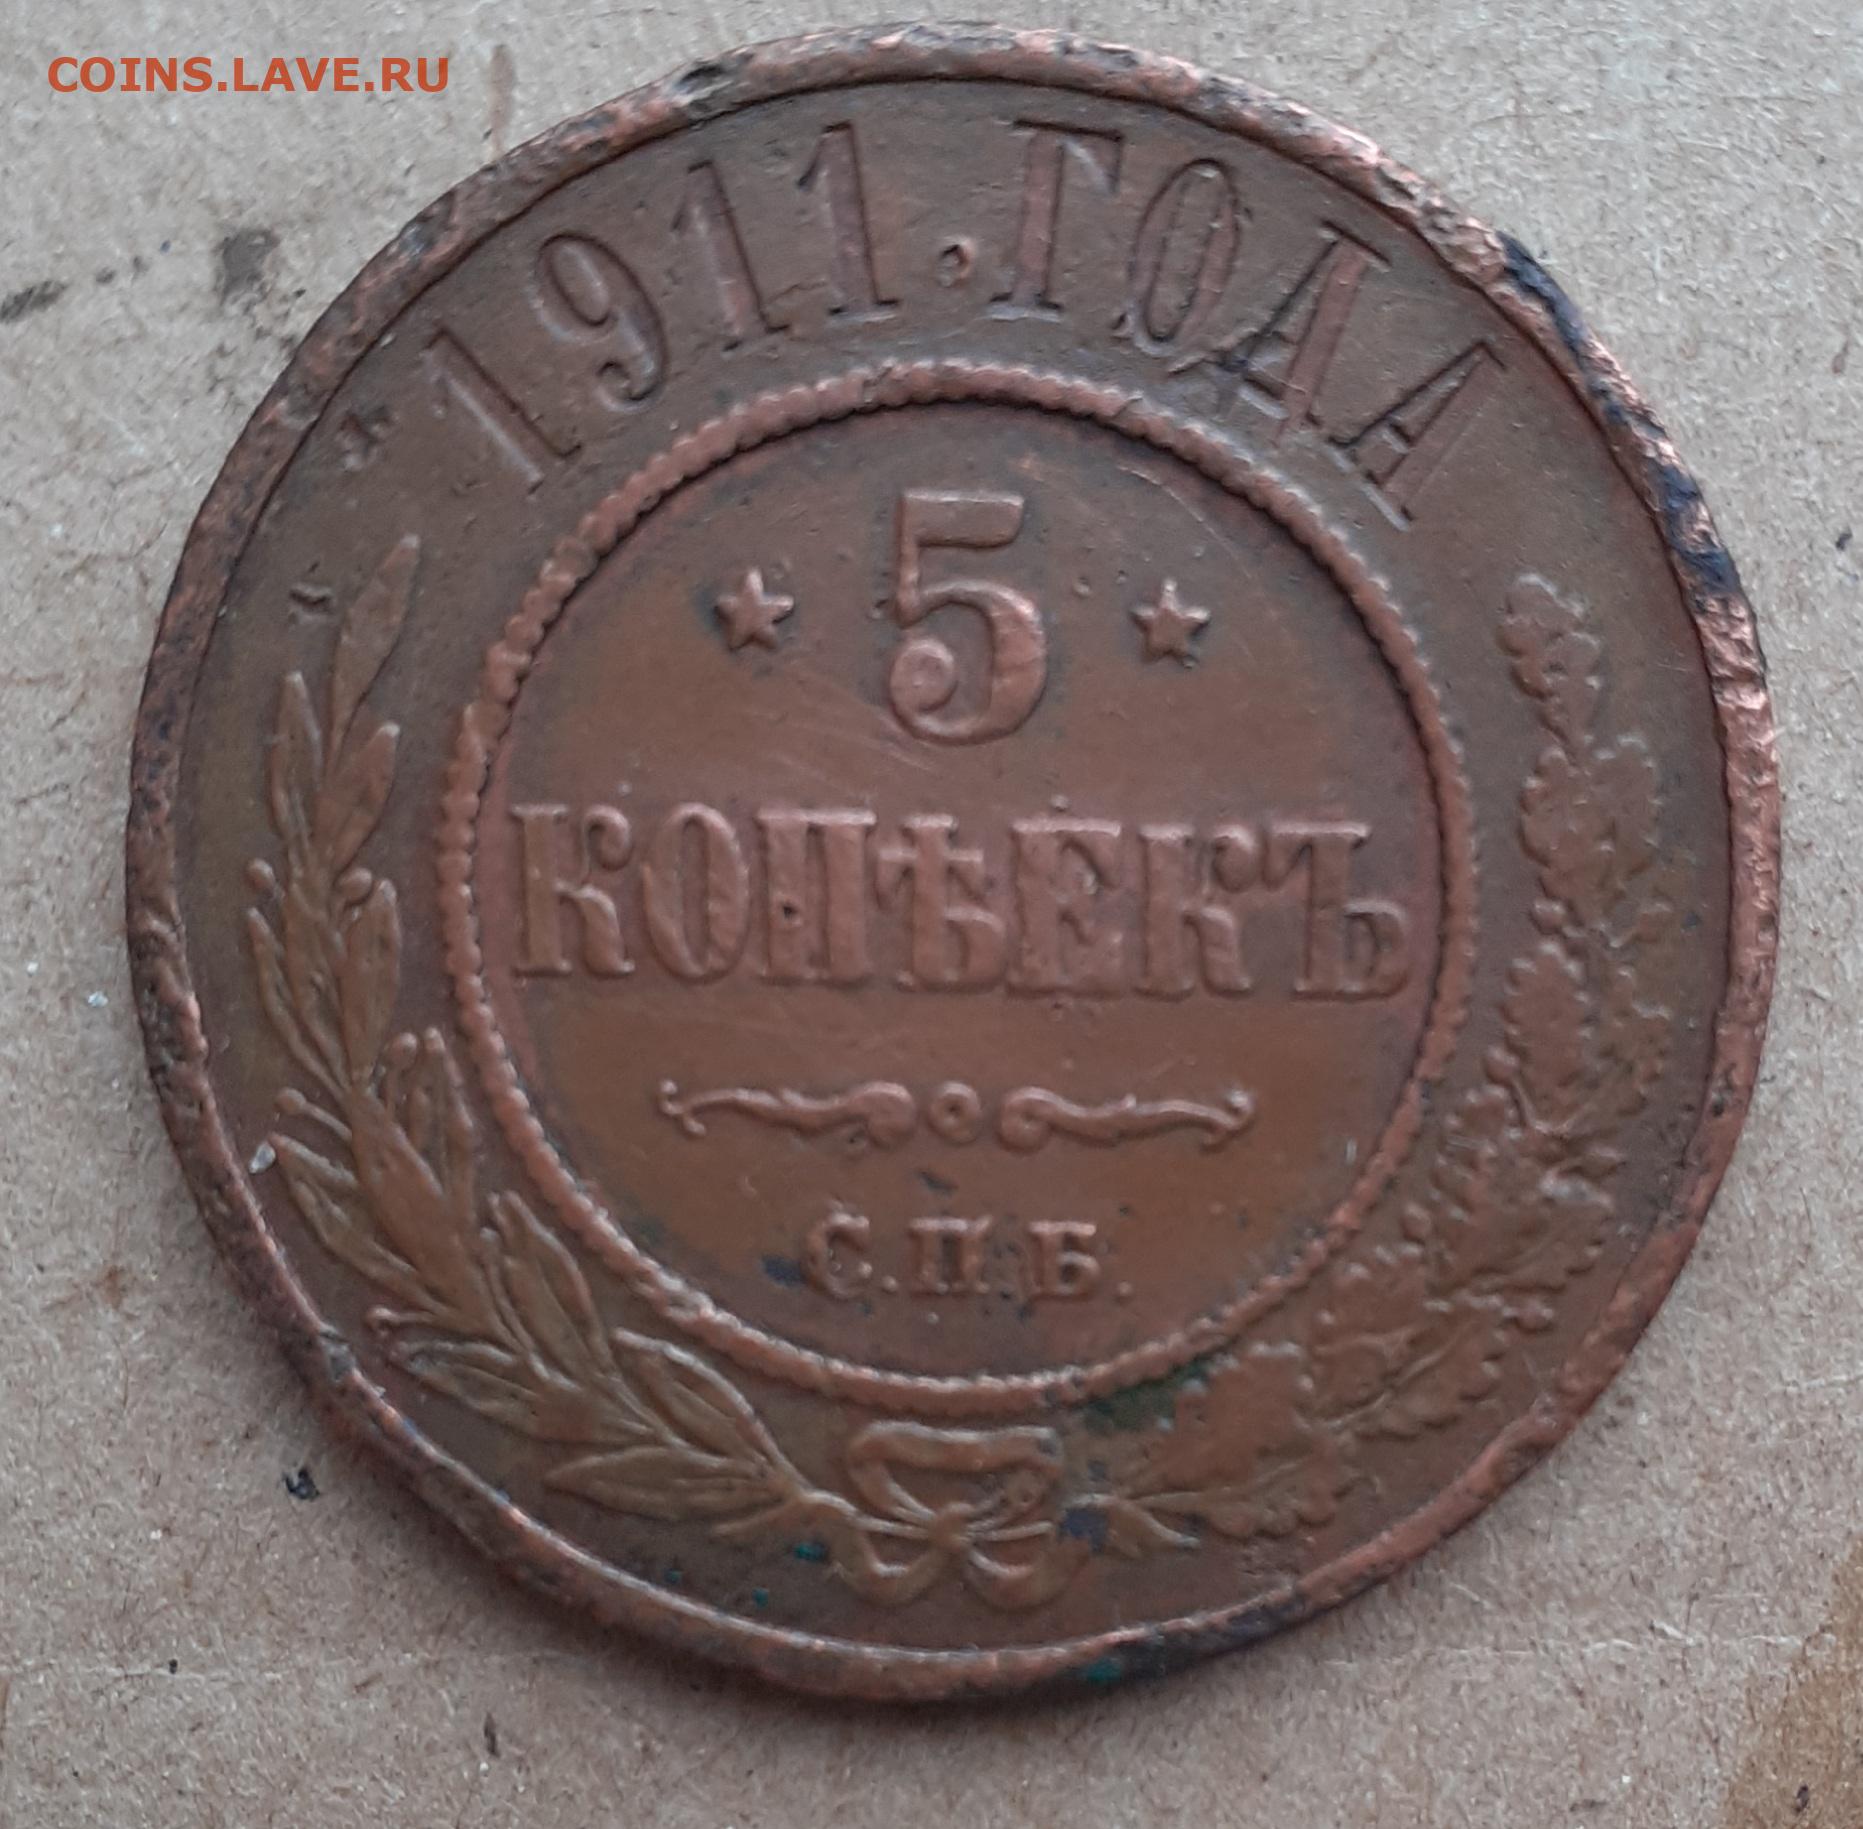 COINS.LAVE.RU
1911.ГОДА
5
КОПѢЕКЪ
С.П.Б.